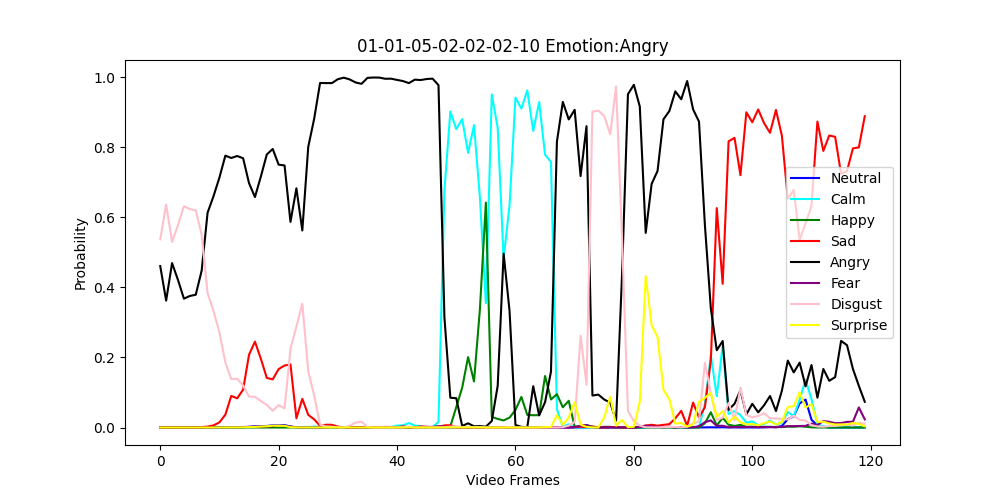 01-01-05-02-02-02-10 Emotion:Angry
Probability
1.0
0.8
0.6
0.4
0.2
0.0
0
20
40
60
80
100
120
Video Frames
Neutral
Calm
Happy
Sad
Angry
Fear
Disgust
Surprise